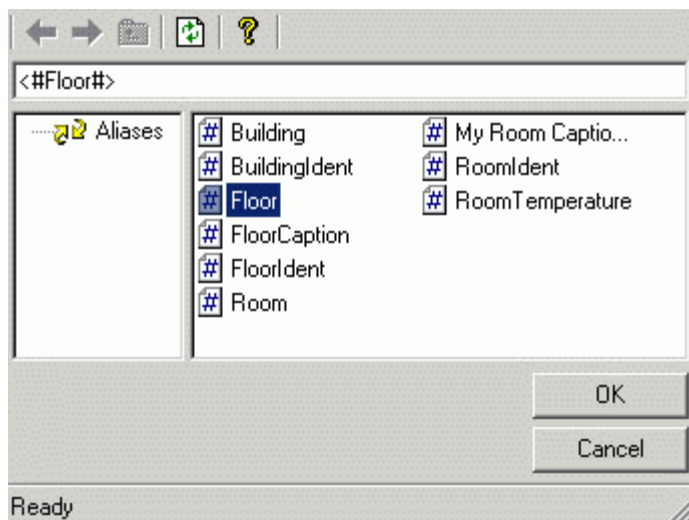 <#Floor#>
Aliases
Building
BuildingIdent
Floor
FloorCaption
FloorIdent
Room
My Room Captio...
RoomIdent
RoomTemperature
OK
Cancel
Ready